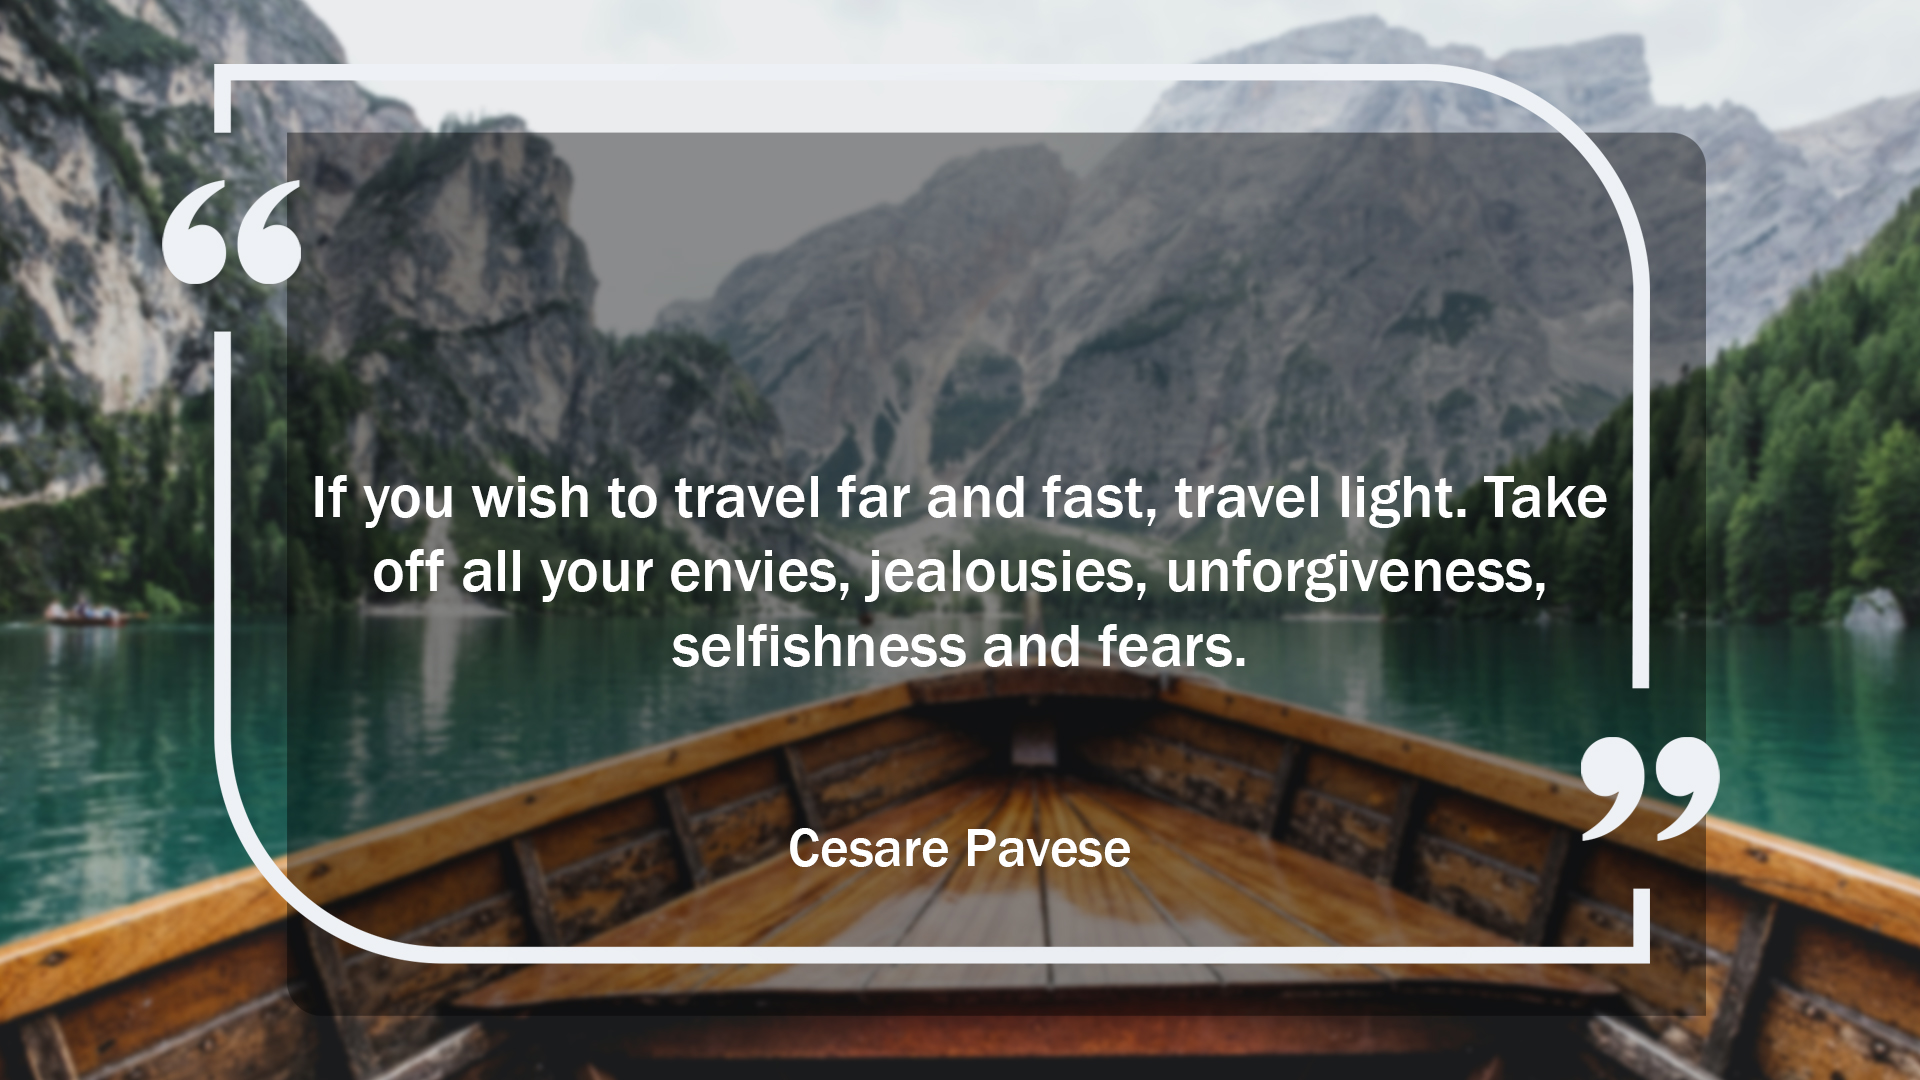 “
If you wish to travel far and fast, travel light. Take
off all your envies, jealousies, unforgiveness,
selfishness and fears.
”
Cesare Pavese